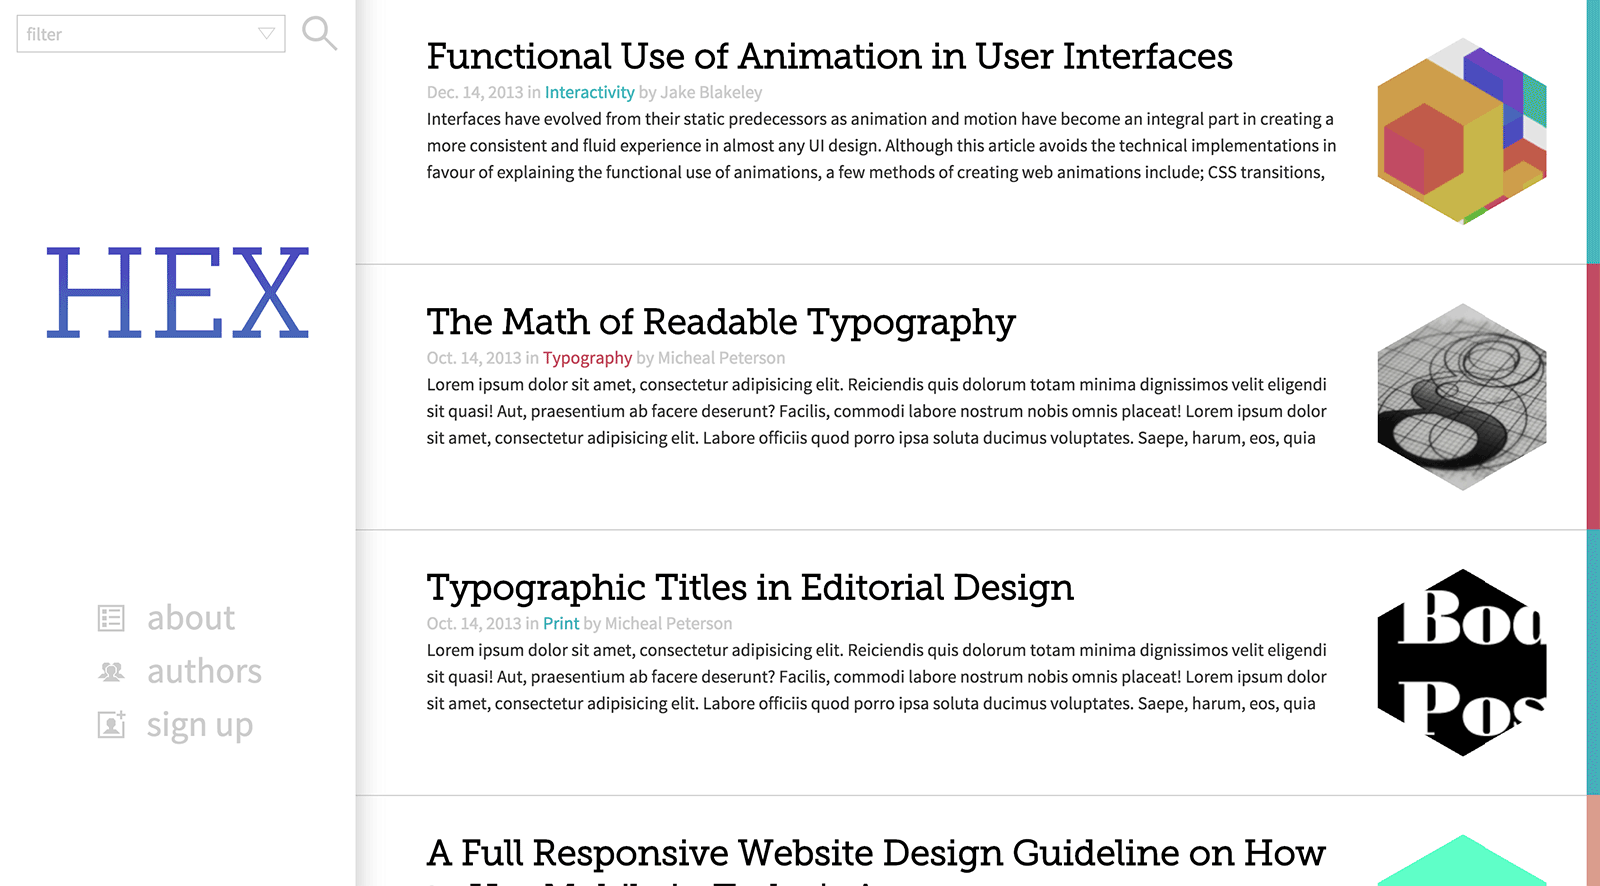 filter
HEX
about
authors
sign up
Functional Use of Animation in User Interfaces
Dec. 14, 2013 in Interactivity by Jake Blakeley
Interfaces have evolved from their static predecessors as animation and motion have become an integral part in creating a
more consistent and fluid experience in almost any UI design. Although this article avoids the technical implementations in
favour of explaining the functional use of animations, a few methods of creating web animations include; CSS transitions,
The Math of Readable Typography
Oct. 14, 2013 in Typography by Micheal Peterson
Lorem ipsum dolor sit amet, consectetur adipisicing elit. Reiciendis quis dolorum totam minima dignissimos velit eligendi
sit quasi! Aut, praesentium ab facere deserunt? Facilis, commodi labore nostrum nobis omnis placeat! Lorem ipsum dolor
sit amet, consectetur adipisicing elit. Labore officiis quod porro ipsa soluta ducimus voluptates. Saepe, harum, eos, quia
Typographic Titles in Editorial Design
Oct. 14, 2013 in Print by Micheal Peterson
Lorem ipsum dolor sit amet, consectetur adipisicing elit. Reiciendis quis dolorum totam minima dignissimos velit eligendi
sit quasi! Aut, praesentium ab facere deserunt? Facilis, commodi labore nostrum nobis omnis placeat! Lorem ipsum dolor
sit amet, consectetur adipisicing elit. Labore officiis quod porro ipsa soluta ducimus voluptates. Saepe, harum, eos, quia
Bod
Pos
A Full Responsive Website Design Guideline on How